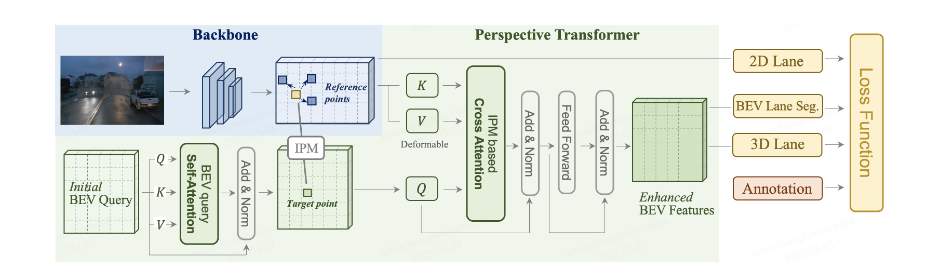 Backbone
Perspective Transformer
Reference
points
IPM
Initial
BEV Query
Q
K
V
BEV query
Self-Attention
Add & Norm
Target point
K
V
Deformable
Q
IPM based
Cross Attention
Add & Norm
Feed Forward
Add & Norm
Enhanced
BEV Features
2D Lane
BEV Lane Seg.
3D Lane
Annotation
Loss Function